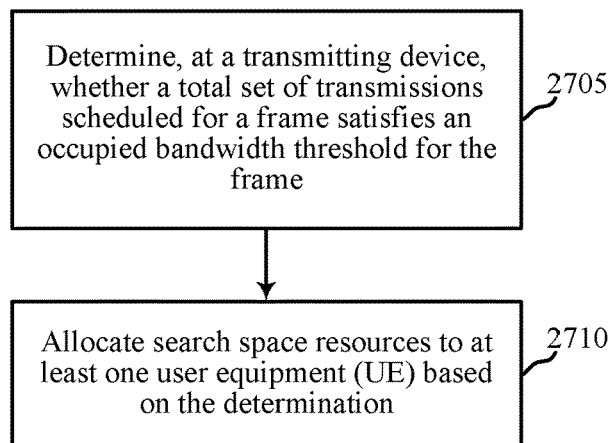 Determine, at a transmitting device,
whether a total set of transmissions
scheduled for a frame satisfies an
occupied bandwidth threshold for the
frame
2705
Allocate search space resources to at
least one user equipment (UE) based
on the determination
2710